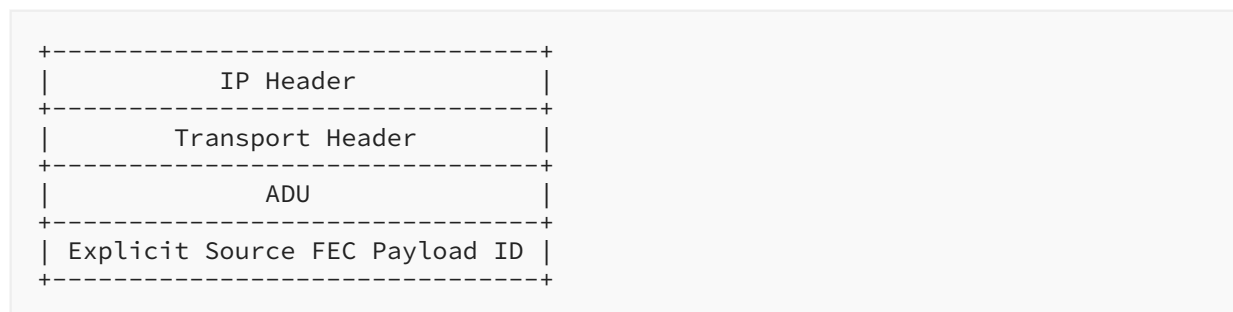 +--------------------------------+
|           IP Header            |
+--------------------------------+
|        Transport Header        |
+--------------------------------+
|              ADU               |
+--------------------------------+
| Explicit Source FEC Payload ID |
+--------------------------------+